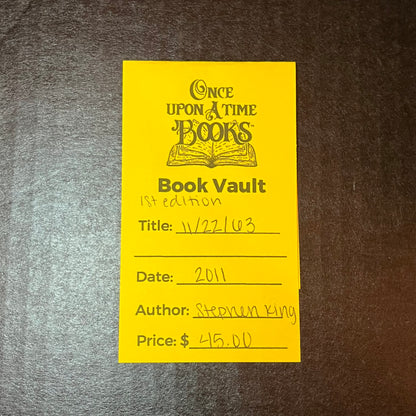 Once
Upon A Time
Books
Book Vault
1st edition
Title: 11/22/63
Date: 2011
Author: Stephen King
Price: $ 45.00